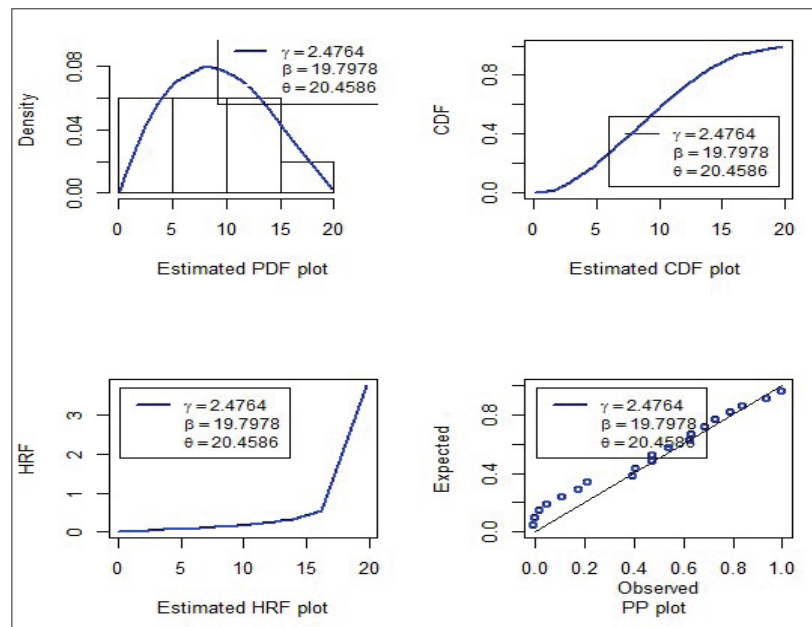 Density
0.00
0.04
0.08
γ = 2.4764
β = 19.7978
θ = 20.4586
0 5 10 15 20
Estimated PDF plot
CDF
0.0
0.4
0.8
γ = 2.4764
β = 19.7978
θ = 20.4586
0 5 10 15 20
Estimated CDF plot
HRF
0
1
2
3
γ = 2.4764
β = 19.7978
θ = 20.4586
0 5 10 15 20
Estimated HRF plot
Expected
0.0
0.4
0.8
γ = 2.4764
β = 19.7978
θ = 20.4586
0.0 0.2 0.4 0.6 0.8 1.0
Observed
PP plot